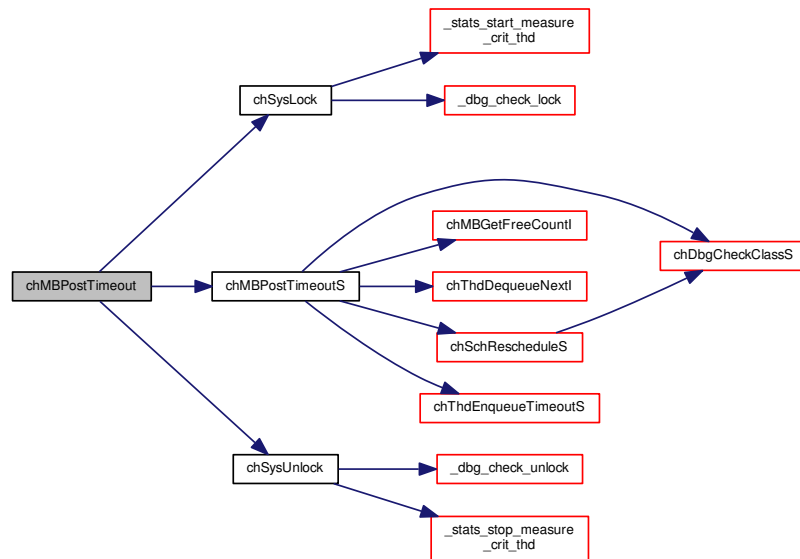 _stats_start_measure
_crit_thd
chSysLock
_dbg_check_lock
chMBGetFreeCountI
chDbgCheckClassS
chMBPostTimeout
chMBPostTimeoutS
chThdDequeueNextI
chSchRescheduleS
chThdEnqueueTimeoutS
chSysUnlock
_dbg_check_unlock
_stats_stop_measure
_crit_thd